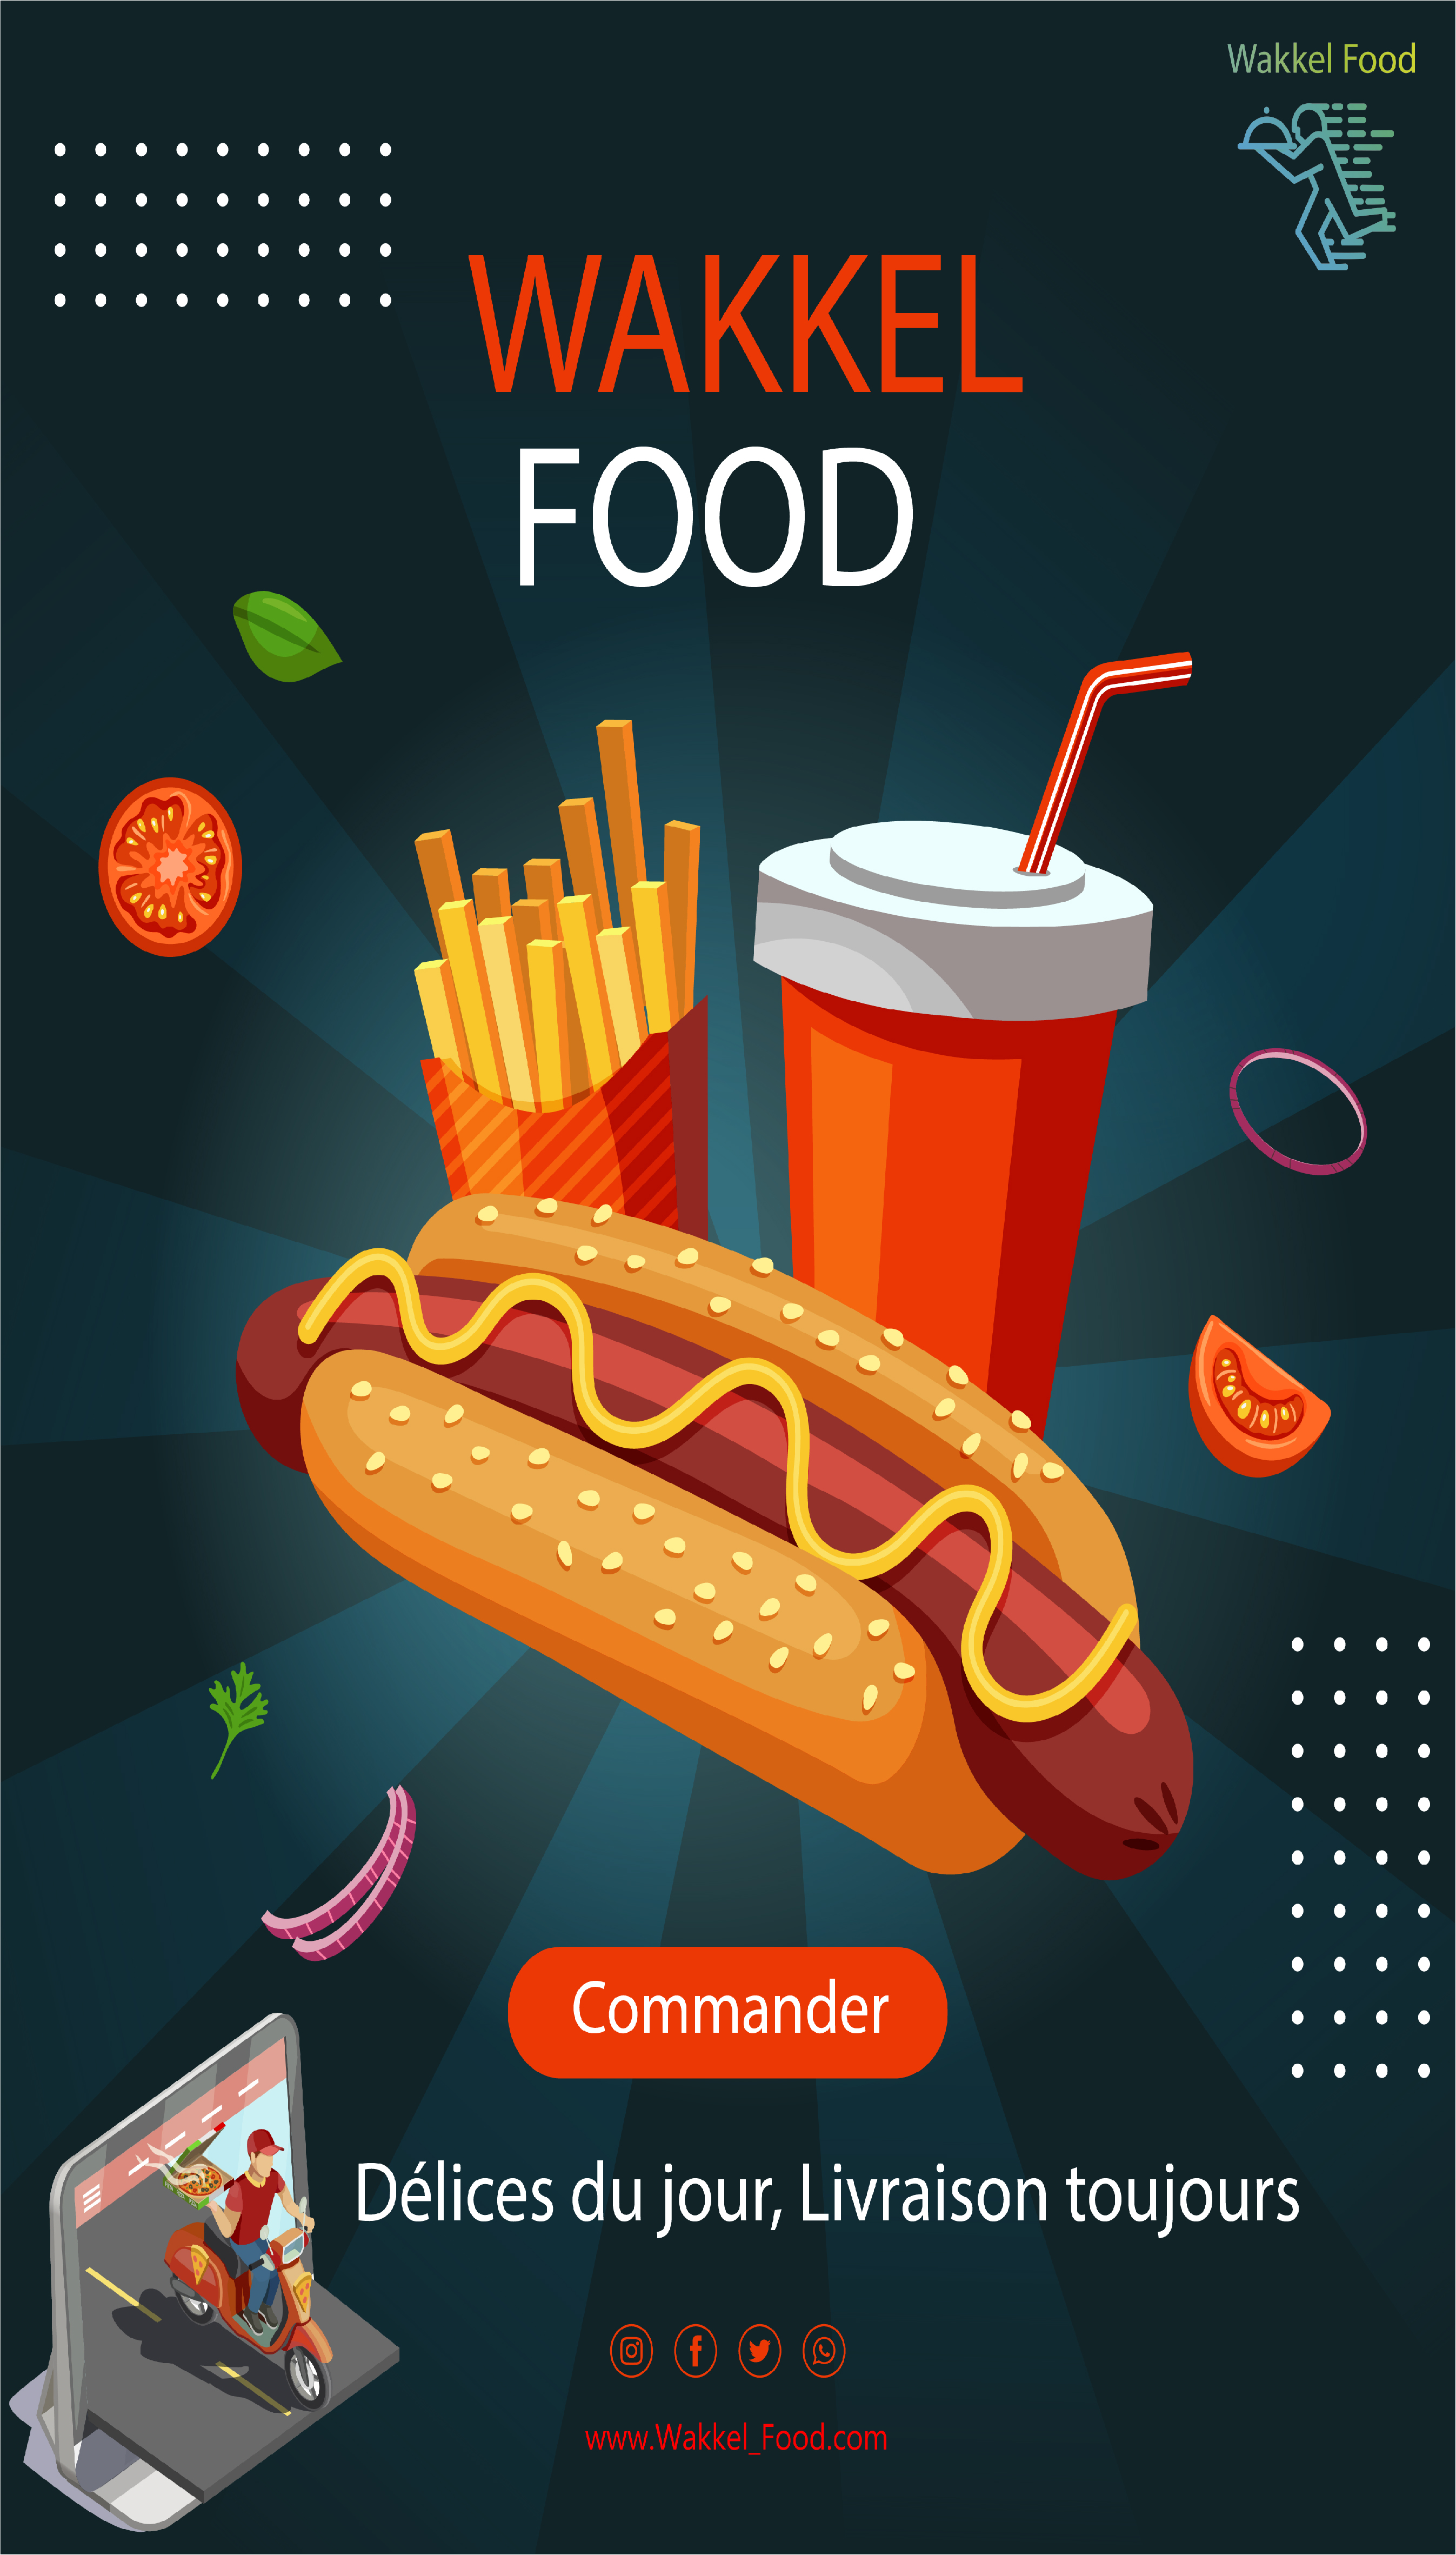 Wakkel Food
WAKKEL
FOOD
Commander
Délices du jour, Livraison toujours
www.Wakkel_Food.com